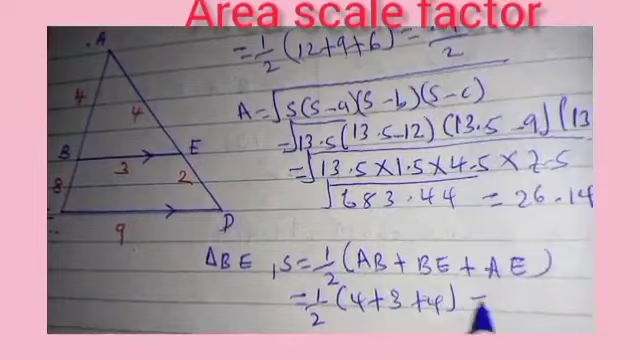 Area scale factor
= 1/2 (12+9+6) =
2
A = √S(S-a)(S-b)(S-c)
= √13.5(13.5-12)(13.5-9)(13
= √13.5×1.5×4.5×7.5
√683.44 = 26.14
A
4
4
B
E
3
8
2
9
D
ΔBE , S = 1/2 (AB + BE + AE)
= 1/2 (4+3+4) =